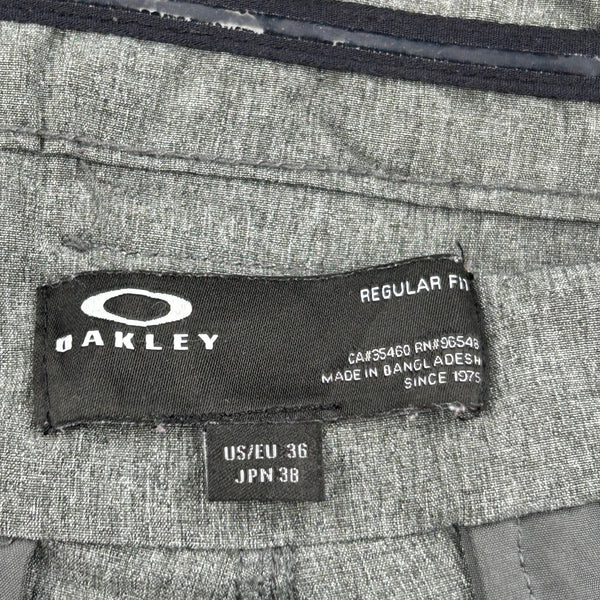 OAKLEY
REGULAR FIT
CA#35460 RN#96548
MADE IN BANGLADESH
SINCE 1975
US/EU 36
JPN 38